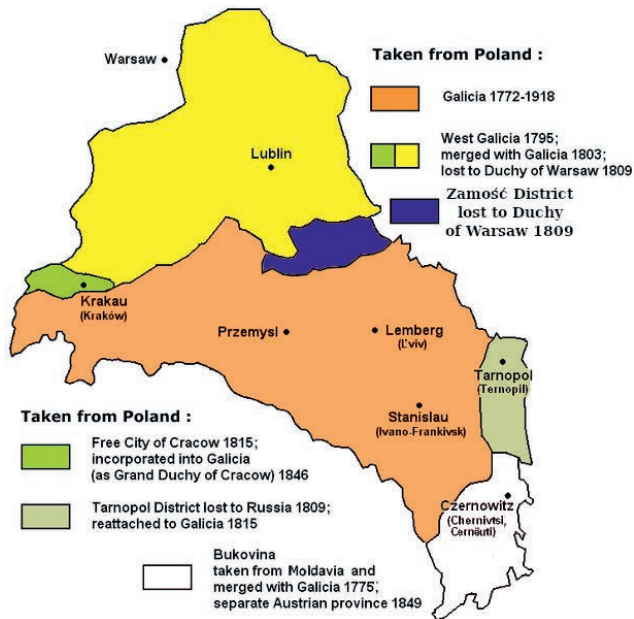 Warsaw
Taken from Poland :
Galicia 1772-1918
West Galicia 1795;
merged with Galicia 1803;
lost to Duchy of Warsaw 1809
Lublin
Zamość District
lost to Duchy
of Warsaw 1809
Krakau
(Kraków)
Przemysl
Lemberg
(L'viv)
Tarnopol
(Ternopil)
Stanislau
(Ivano-Frankivsk)
Taken from Poland :
Free City of Cracow 1815;
incorporated into Galicia
(as Grand Duchy of Cracow) 1846
Tarnopol District lost to Russia 1809;
reattached to Galicia 1815
Czernowitz
(Chernivtsi,
Cernăuti)
Bukovina
taken from Moldavia and
merged with Galicia 1775;
separate Austrian province 1849